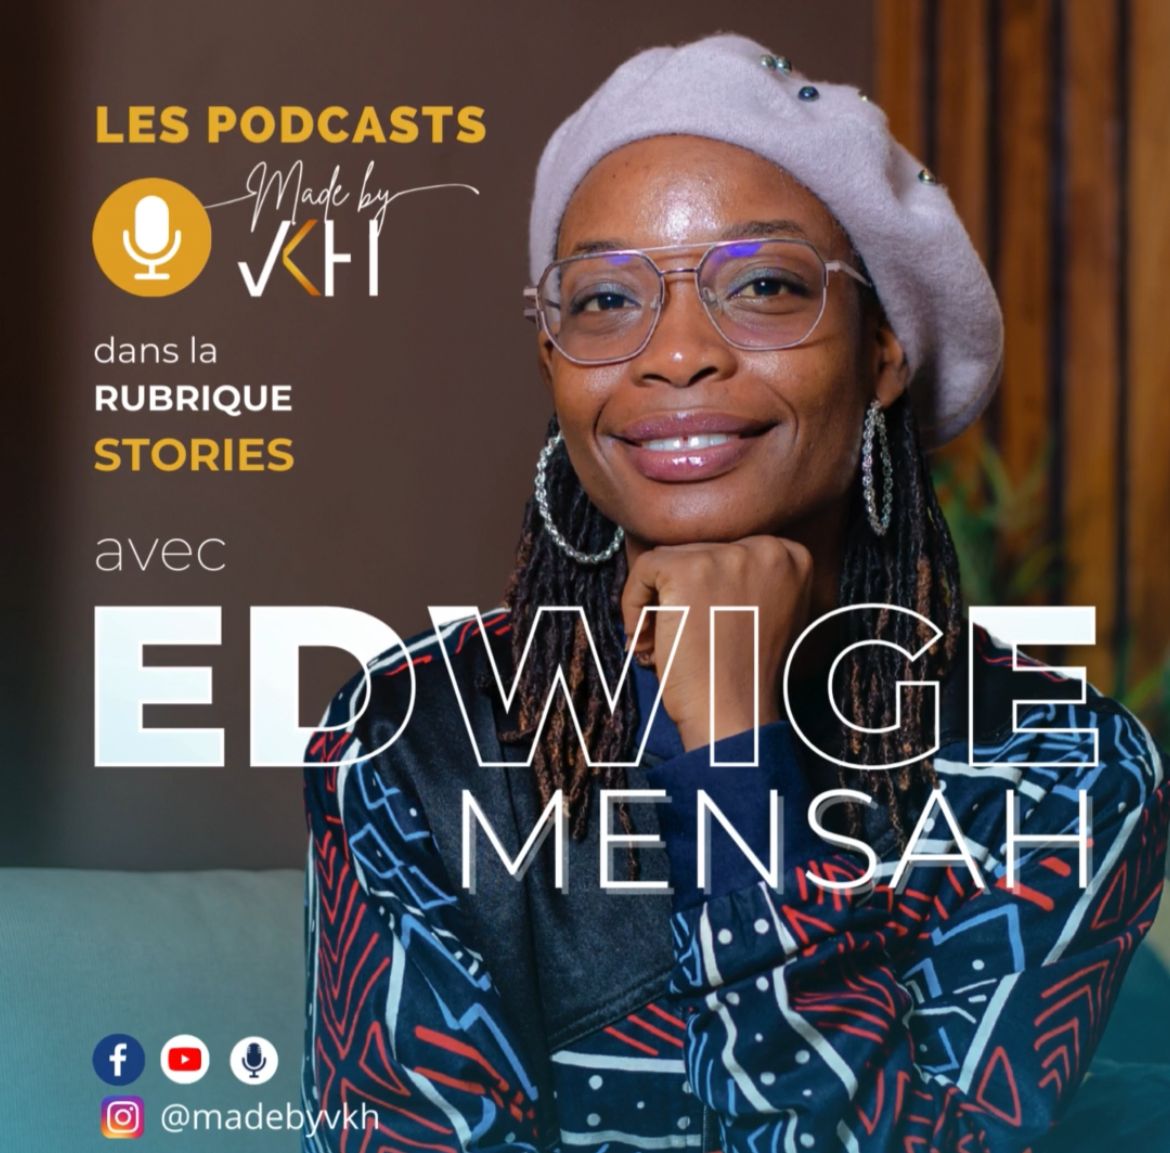 LES PODCASTS
Made by
VKH
dans la
RUBRIQUE
STORIES
avec
EDWIGE
MENSAH
@madebyvkh